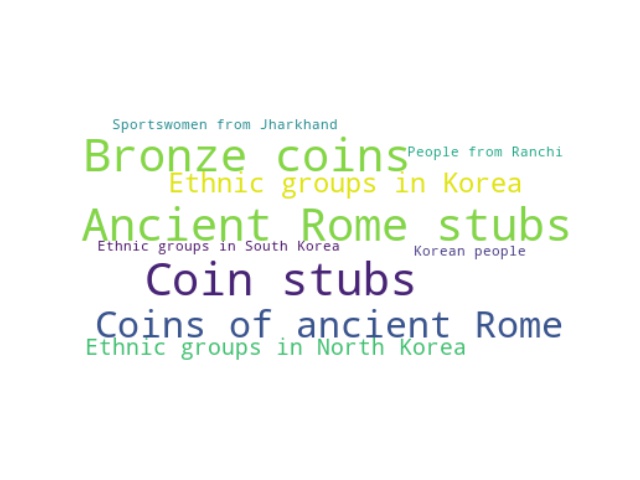 Sportswomen from Jharkhand
Bronze coins
People from Ranchi
Ethnic groups in Korea
Ancient Rome stubs
Ethnic groups in South Korea
Korean people
Coin stubs
Coins of ancient Rome
Ethnic groups in North Korea